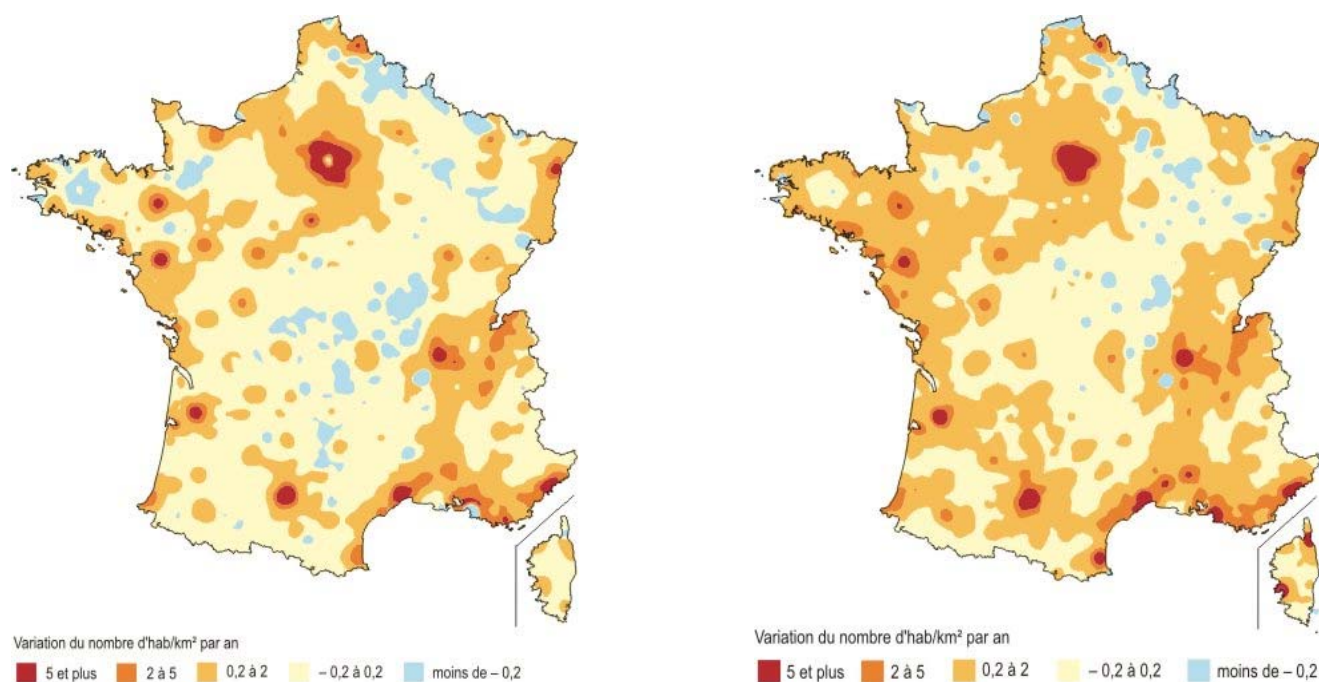 Variation du nombre d'hab/km² par an
5 et plus 2 à 5 0,2 à 2 – 0,2 à 0,2 moins de – 0,2
Variation du nombre d'hab/km² par an
5 et plus 2 à 5 0,2 à 2 – 0,2 à 0,2 moins de – 0,2